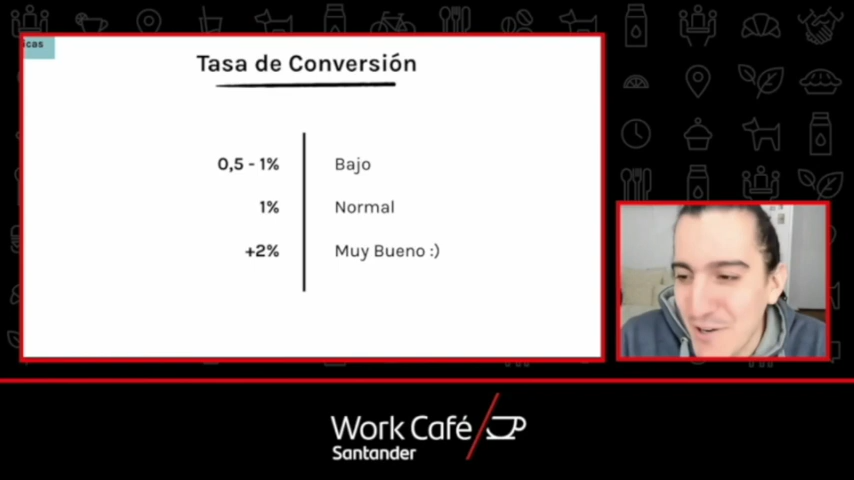 icas
Tasa de Conversión
0,5 - 1% Bajo
1% Normal
+2% Muy Bueno :)
Work Café
Santander